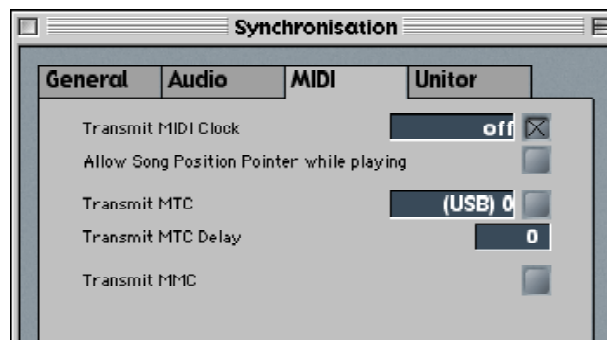 Synchronisation
General Audio MIDI Unitor
Transmit MIDI Clock off
Allow Song Position Pointer while playing
Transmit MTC (USB) 0
Transmit MTC Delay 0
Transmit MMC